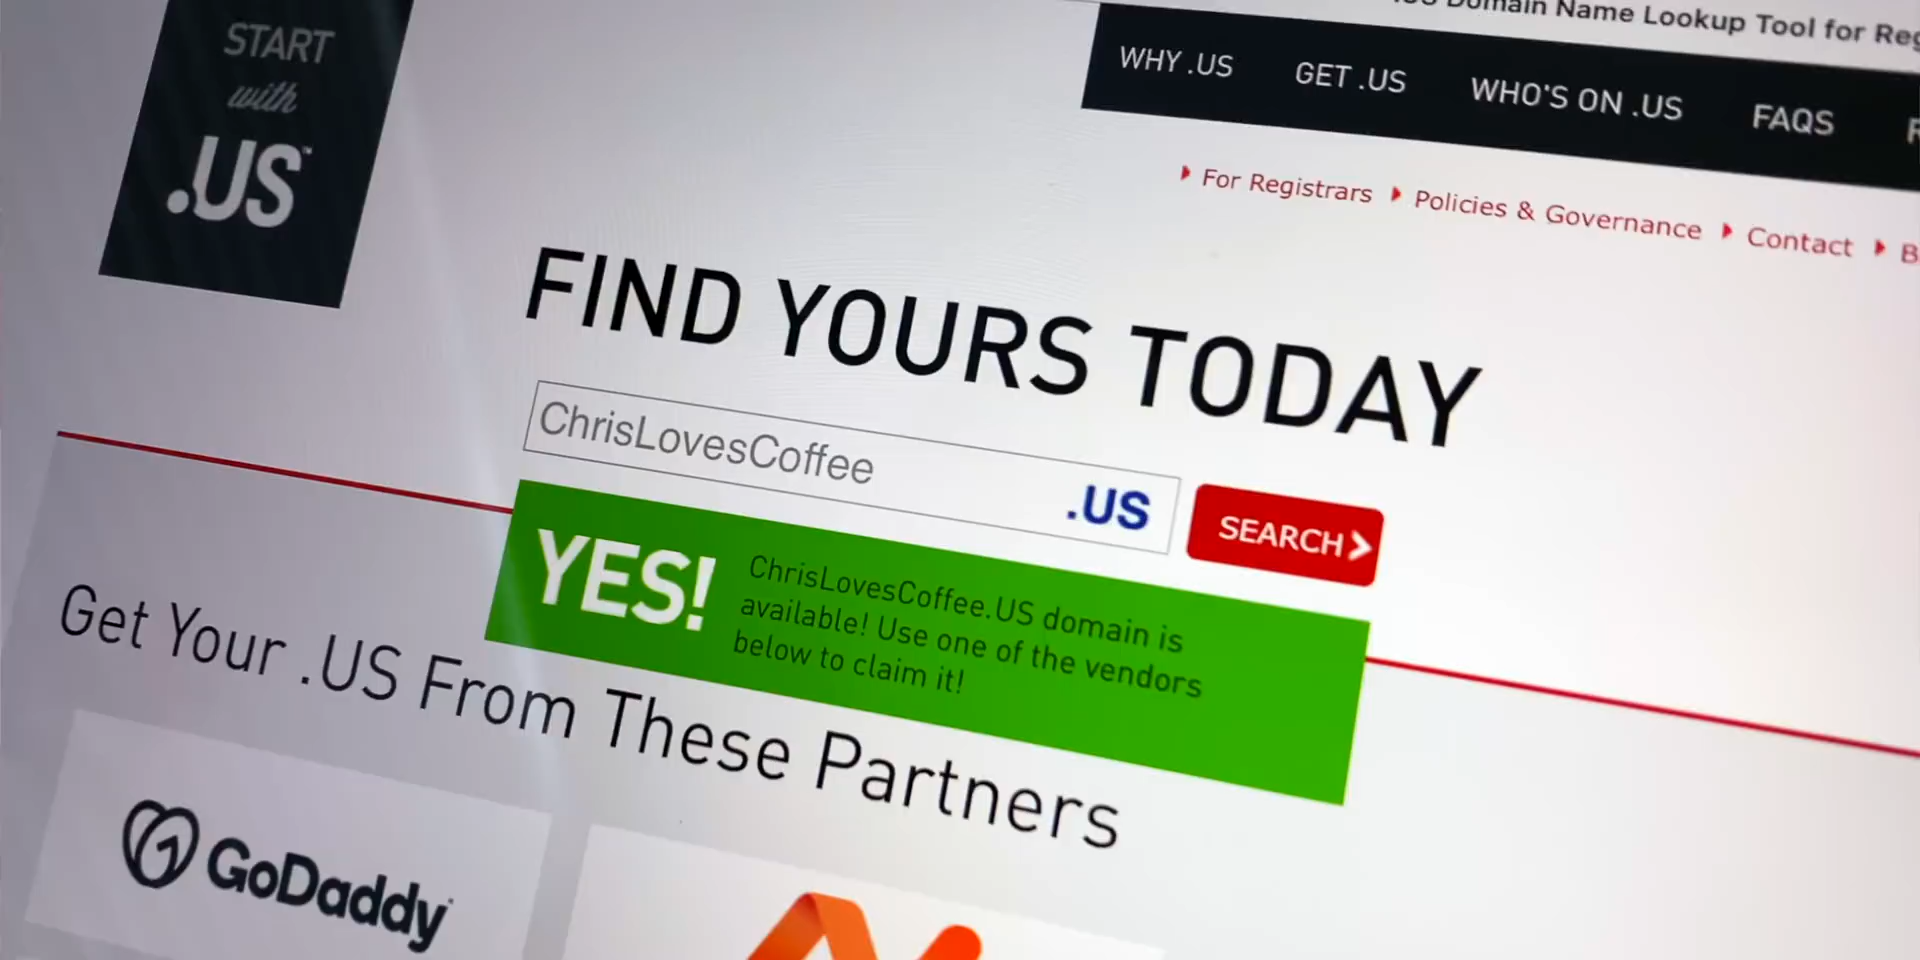 .US Domain Name Lookup Tool for
START
with
.US™
WHY .US GET .US WHO'S ON .US FAQS
For Registrars Policies & Governance Contact
FIND YOURS TODAY
ChrisLovesCoffee .US SEARCH
YES!
ChrisLovesCoffee.US domain is
available! Use one of the vendors
below to claim it!
Get Your .US From These Partners
GoDaddy